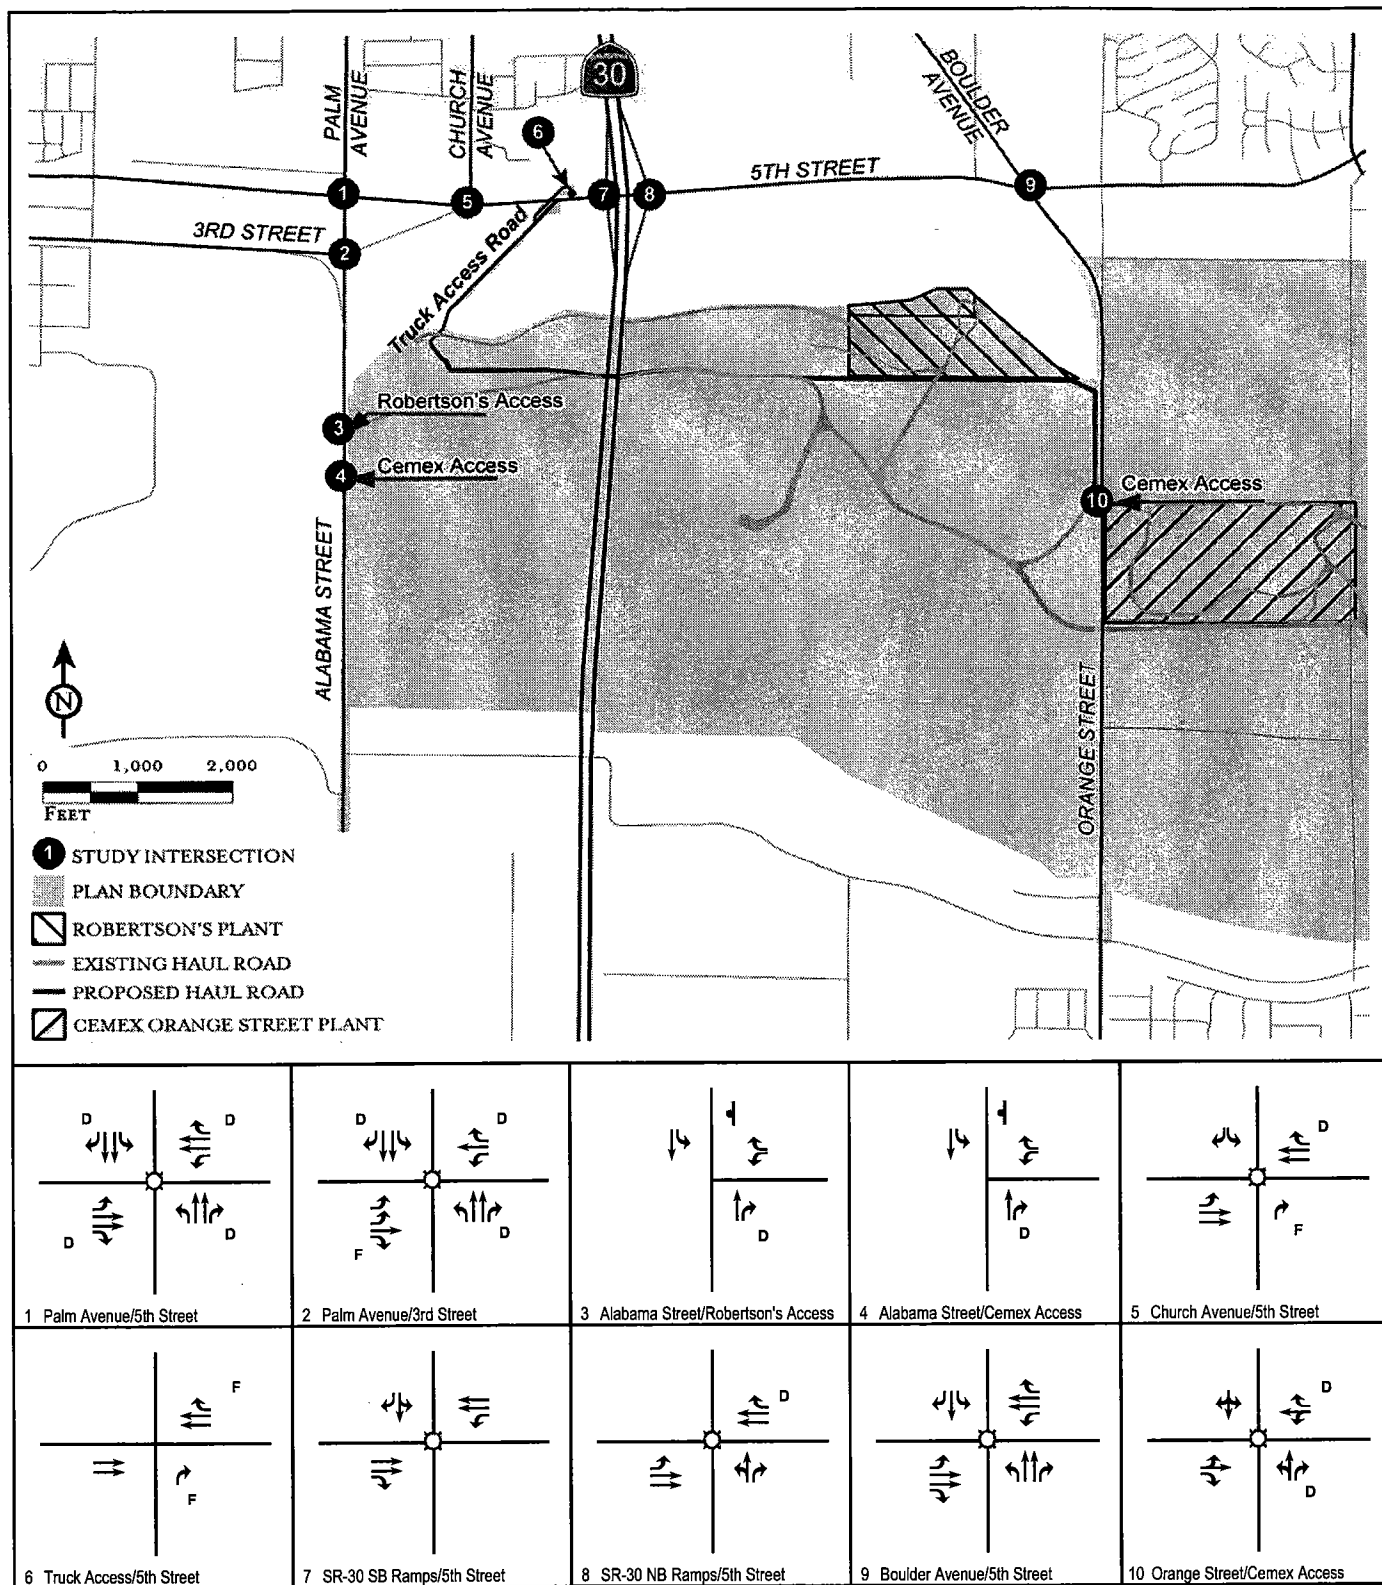 30
PALM
AVENUE
CHURCH
AVENUE
BOULDER
AVENUE
6
1
5
7
8
5TH STREET
9
3RD STREET
2
Truck Access Road
Robertson's Access
3
Cemex Access
4
Cemex Access
10
ALABAMA STREET
ORANGE STREET
N
0 1,000 2,000
FEET
1 STUDY INTERSECTION
PLAN BOUNDARY
ROBERTSON'S PLANT
EXISTING HAUL ROAD
PROPOSED HAUL ROAD
CEMEX ORANGE STREET PLANT
D D
D D
1 Palm Avenue/5th Street
D D
F D
2 Palm Avenue/3rd Street
D
3 Alabama Street/Robertson's Access
D
4 Alabama Street/Cemex Access
D
F
5 Church Avenue/5th Street
F
F
6 Truck Access/5th Street
7 SR-30 SB Ramps/5th Street
D
8 SR-30 NB Ramps/5th Street
9 Boulder Avenue/5th Street
D
D
10 Orange Street/Cemex Access